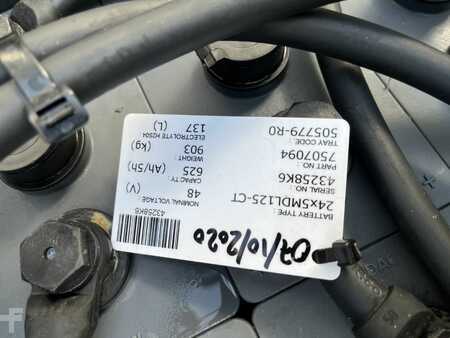 07/10/2020
43258K6
BATTERY TYPE
24x5MDL125-CT
NOMINAL VOLTAGE:
48 (V)
SERIAL NO.:
43258K6
CAPACITY:
625 (Ah/5h)
PART NO.:
7507094
WEIGHT:
903 (Kg)
TRAY CODE:
505779-RD
ELECTROLYTE H2SO4
137 (L)